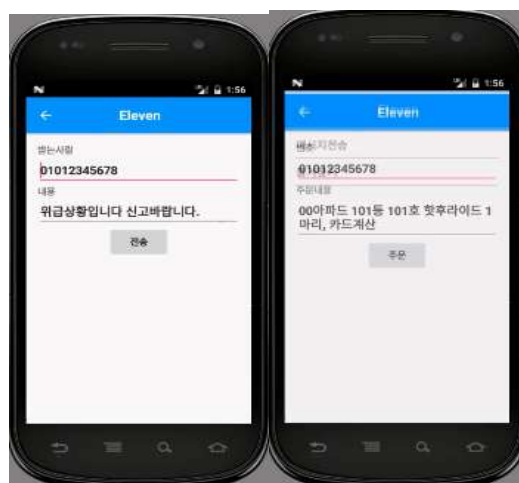 1:56
Eleven
받는사람
01012345678
내용
위급상황입니다 신고바랍니다.
전송
1:56
Eleven
01012345678
주문내용
00아파드 101동 101호 핫후라이드 1
마리, 카드계산
주문